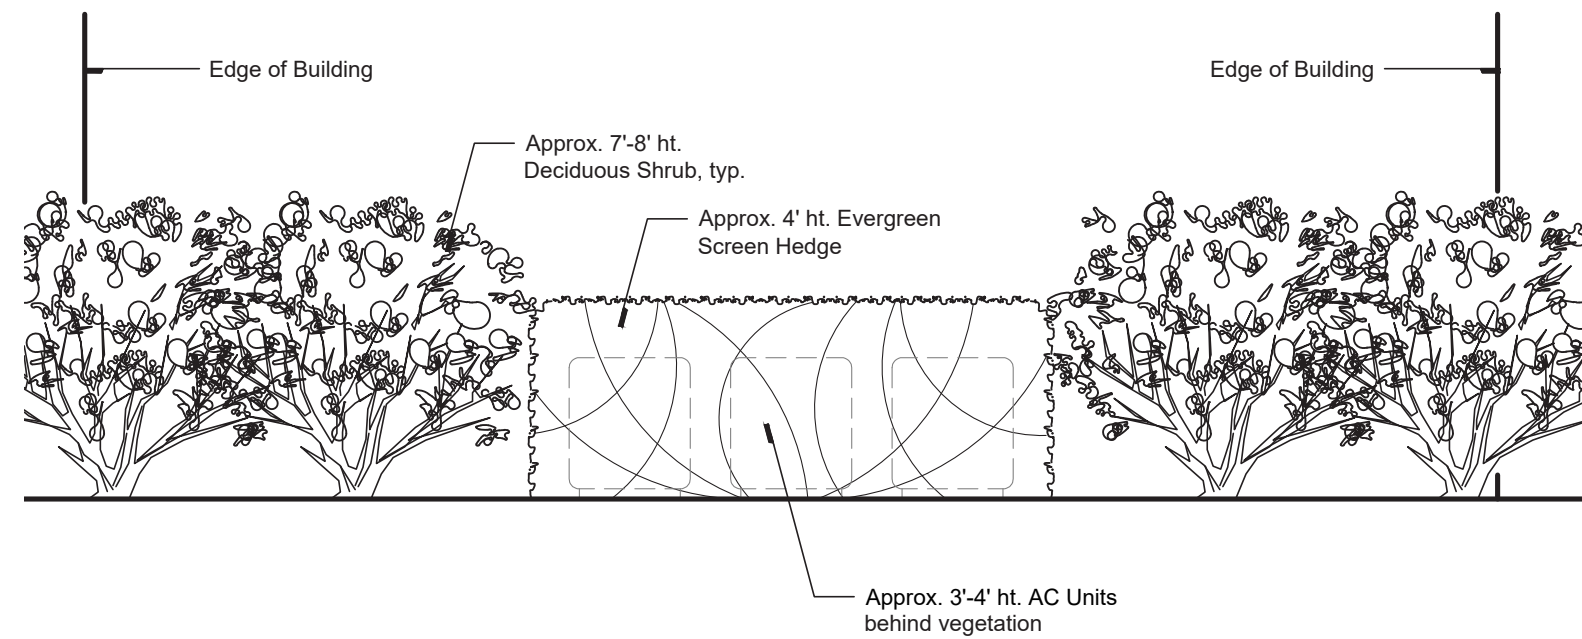 Edge of Building
Edge of Building
Approx. 7'-8' ht.
Deciduous Shrub, typ.
Approx. 4' ht. Evergreen
Screen Hedge
Approx. 3'-4' ht. AC Units
behind vegetation